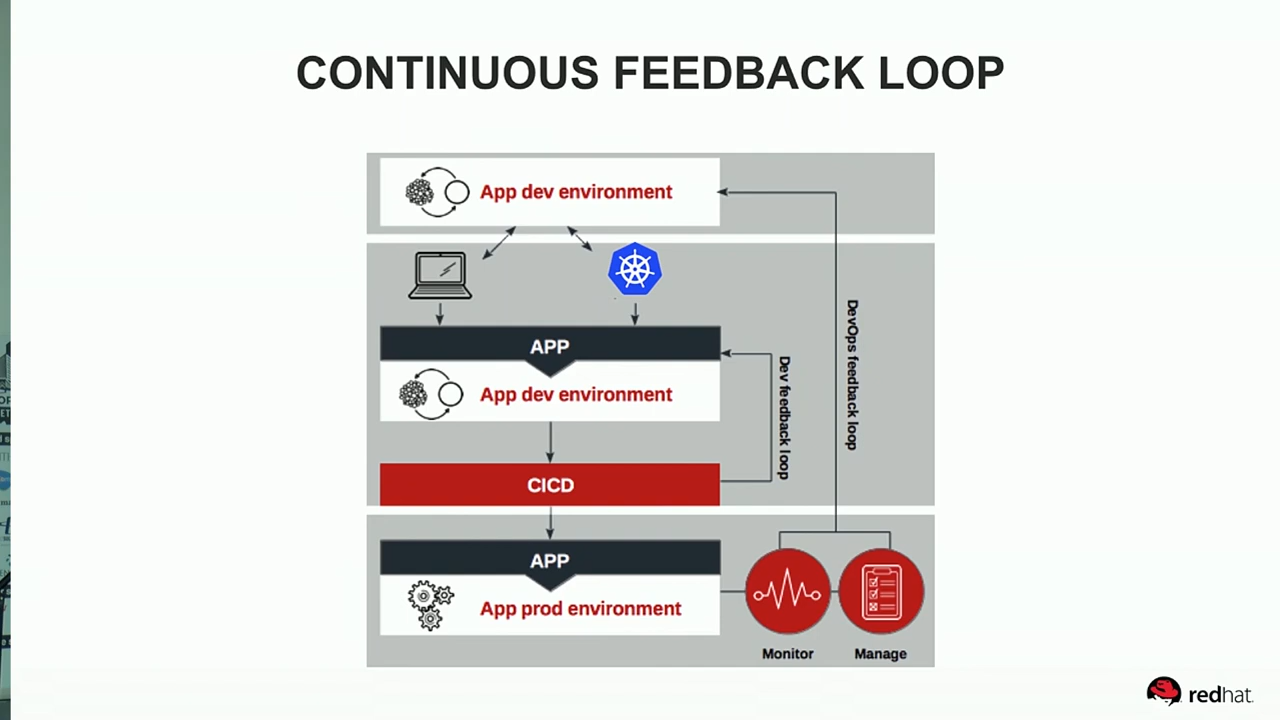 CONTINUOUS FEEDBACK LOOP
App dev environment
APP
App dev environment
CICD
Dev feedback loop
DevOps feedback loop
APP
App prod environment
Monitor
Manage
redhat.